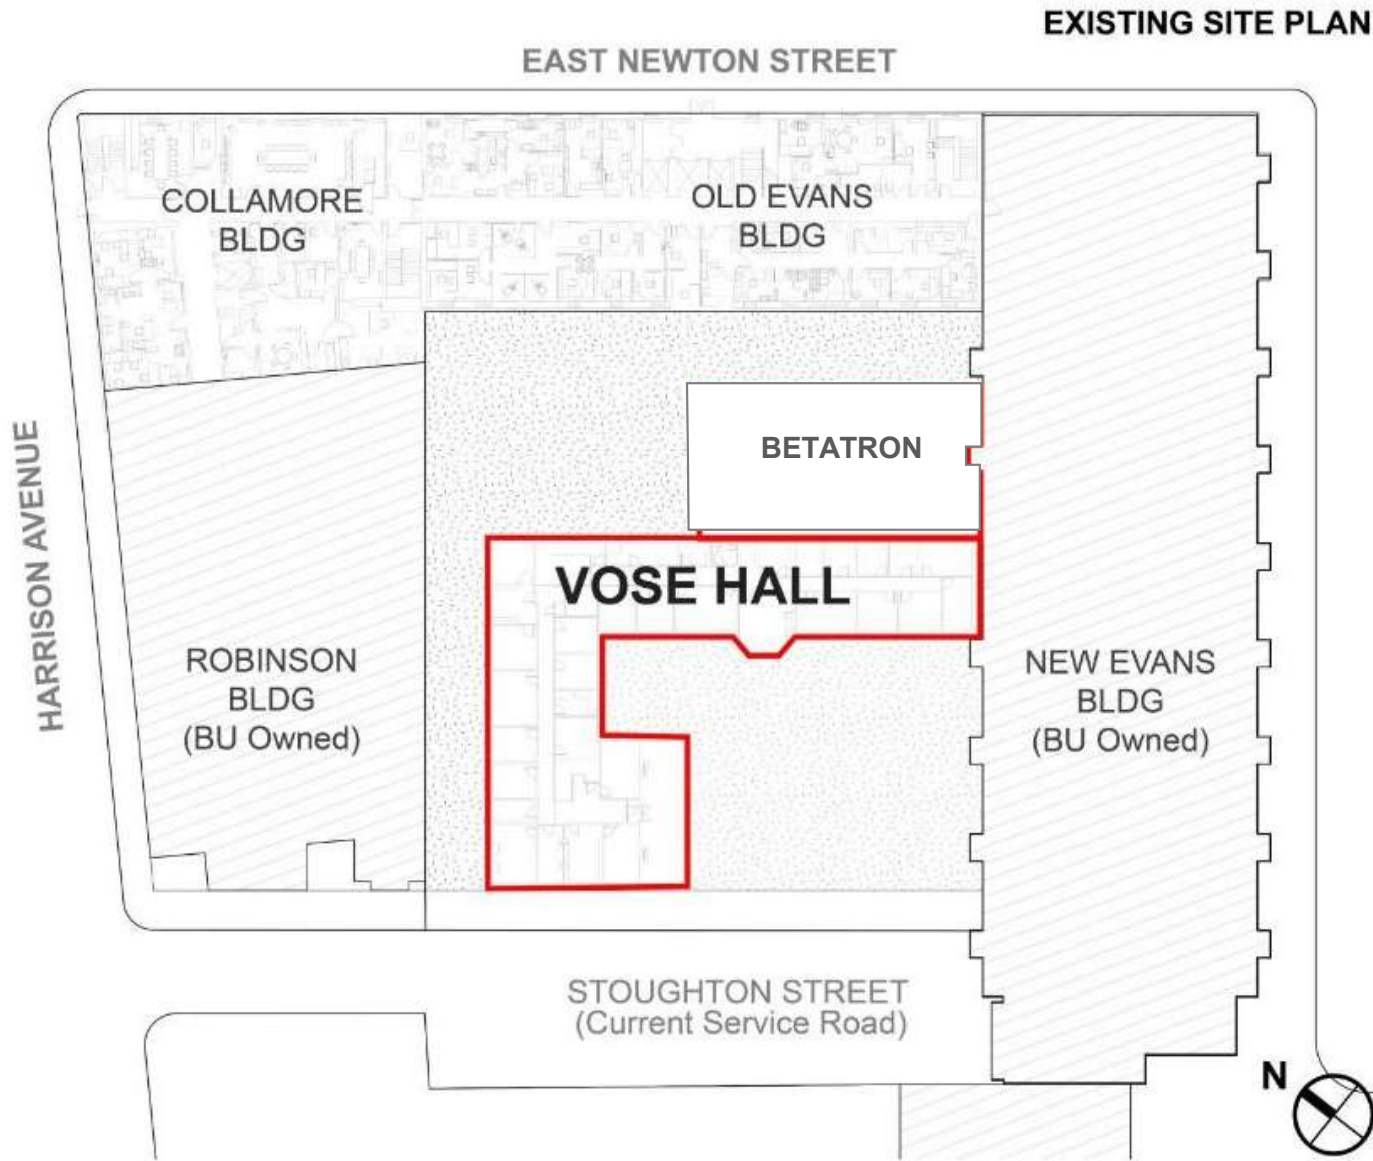 EXISTING SITE PLAN
EAST NEWTON STREET
COLLAMORE
BLDG
OLD EVANS
BLDG
HARRISON AVENUE
BETATRON
VOSE HALL
ROBINSON
BLDG
(BU Owned)
NEW EVANS
BLDG
(BU Owned)
STOUGHTON STREET
(Current Service Road)
N